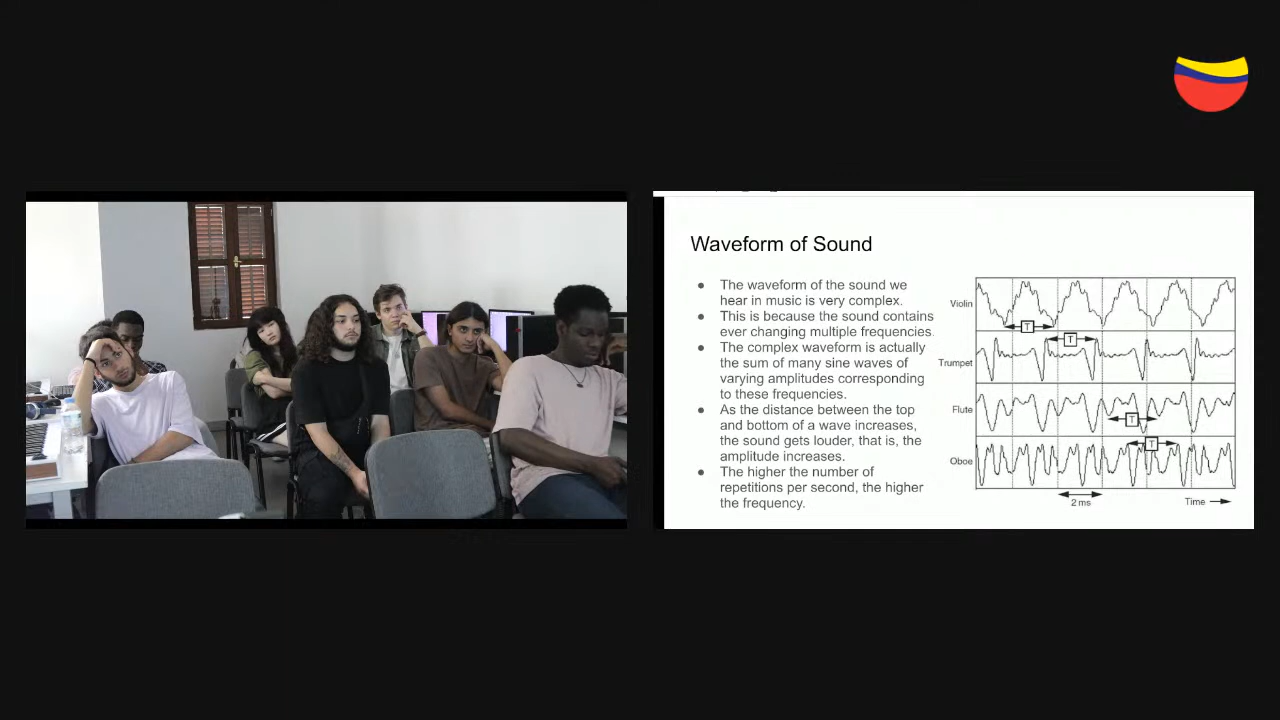 Waveform of Sound
● The waveform of the sound we
hear in music is very complex.
● This is because the sound contains
ever changing multiple frequencies.
● The complex waveform is actually
the sum of many sine waves of
varying amplitudes corresponding
to these frequencies.
● As the distance between the top
and bottom of a wave increases,
the sound gets louder, that is, the
amplitude increases.
● The higher the number of
repetitions per second, the higher
the frequency.
Violin
T
T
Trumpet
Flute
T
T
Oboe
2 ms
Time